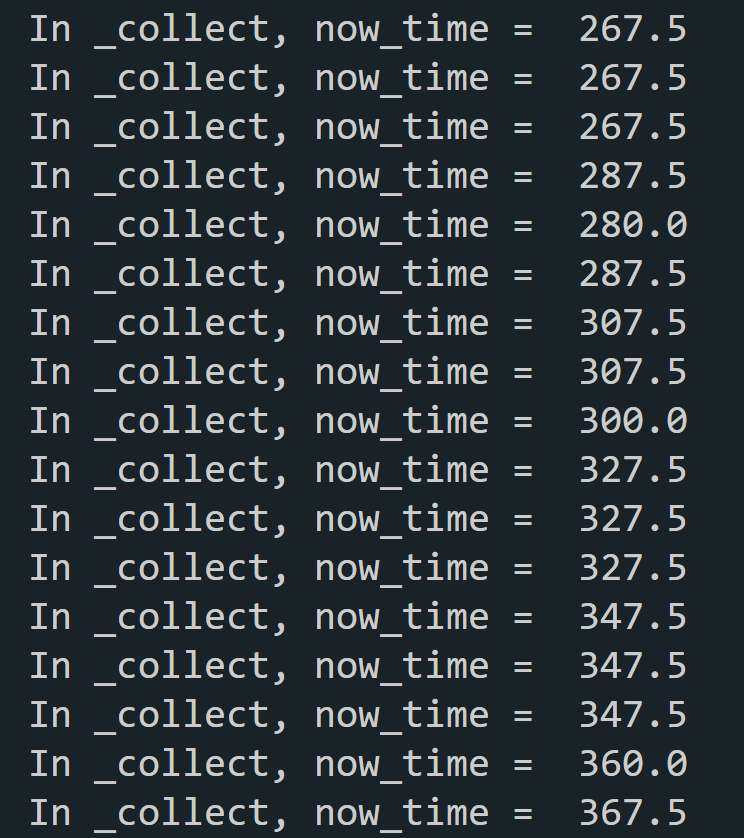 In _collect, now_time =  267.5
In _collect, now_time =  267.5
In _collect, now_time =  267.5
In _collect, now_time =  287.5
In _collect, now_time =  280.0
In _collect, now_time =  287.5
In _collect, now_time =  307.5
In _collect, now_time =  307.5
In _collect, now_time =  300.0
In _collect, now_time =  327.5
In _collect, now_time =  327.5
In _collect, now_time =  327.5
In _collect, now_time =  347.5
In _collect, now_time =  347.5
In _collect, now_time =  347.5
In _collect, now_time =  360.0
In _collect, now_time =  367.5